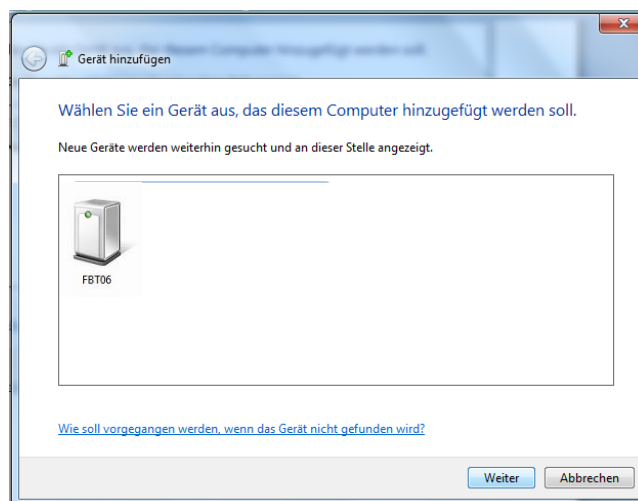 Gerät hinzufügen
Wählen Sie ein Gerät aus, das diesem Computer hinzugefügt werden soll.
Neue Geräte werden weiterhin gesucht und an dieser Stelle angezeigt.
FBT06
Wie soll vorgegangen werden, wenn das Gerät nicht gefunden wird?
Weiter
Abbrechen